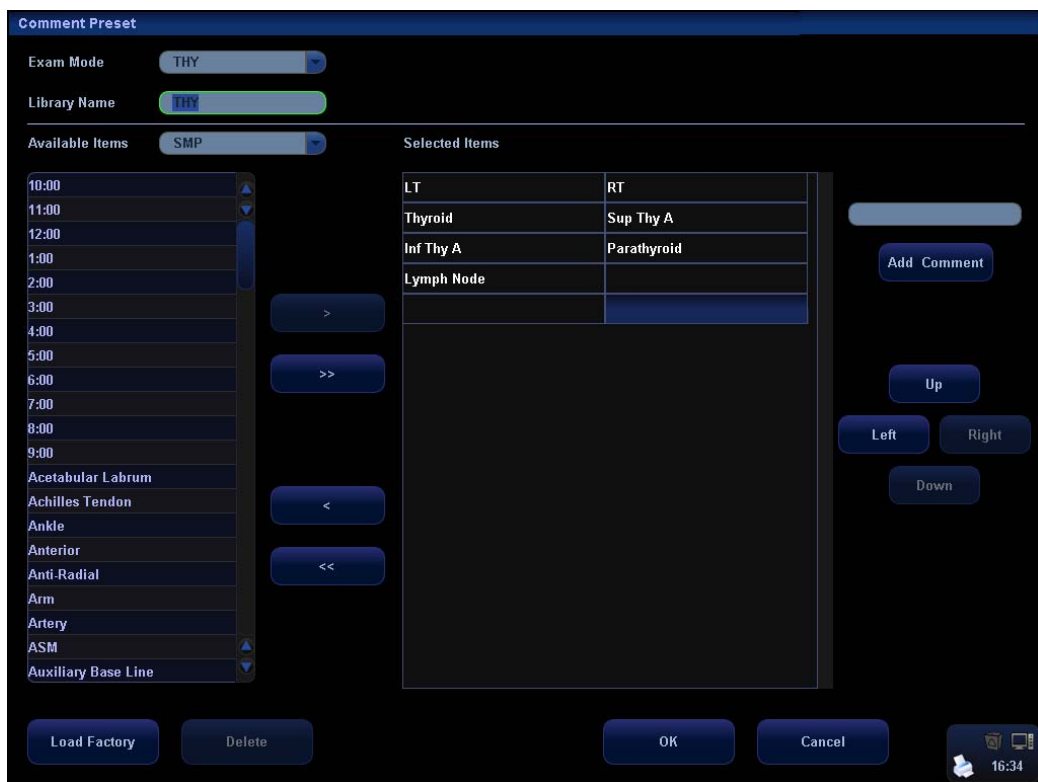 Comment Preset
Exam Mode THY
Library Name THY
Available Items SMP Selected Items
10:00
11:00
12:00
1:00
2:00
3:00
4:00
5:00
6:00
7:00
8:00
9:00
Acetabular Labrum
Achilles Tendon
Ankle
Anterior
Anti-Radial
Arm
Artery
ASM
Auxiliary Base Line
>
>>
<
<<
LT RT
Thyroid Sup Thy A
Inf Thy A Parathyroid
Lymph Node
Add Comment
Up
Left Right
Down
Load Factory Delete OK Cancel
16:34